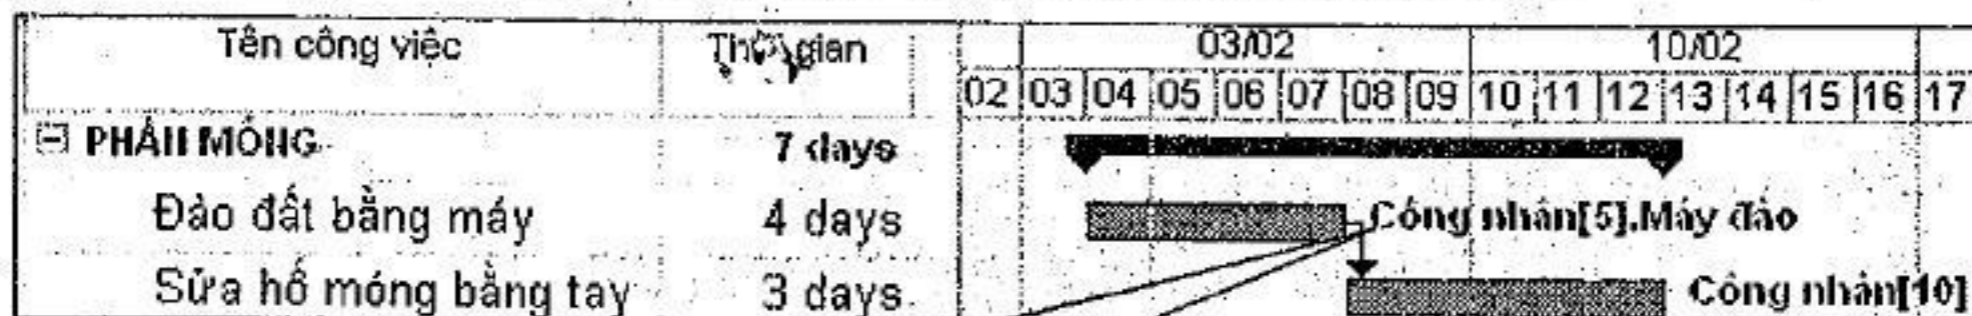 Tên công việc Thời gian 03/02 10/02
02 03 04 05 06 07 08 09 10 11 12 13 14 15 16 17
PHẦN MÓNG 7 days
Đào đất bằng máy 4 days Công nhân[5].Máy đào
Sửa hố móng bằng tay 3 days Công nhân[10]